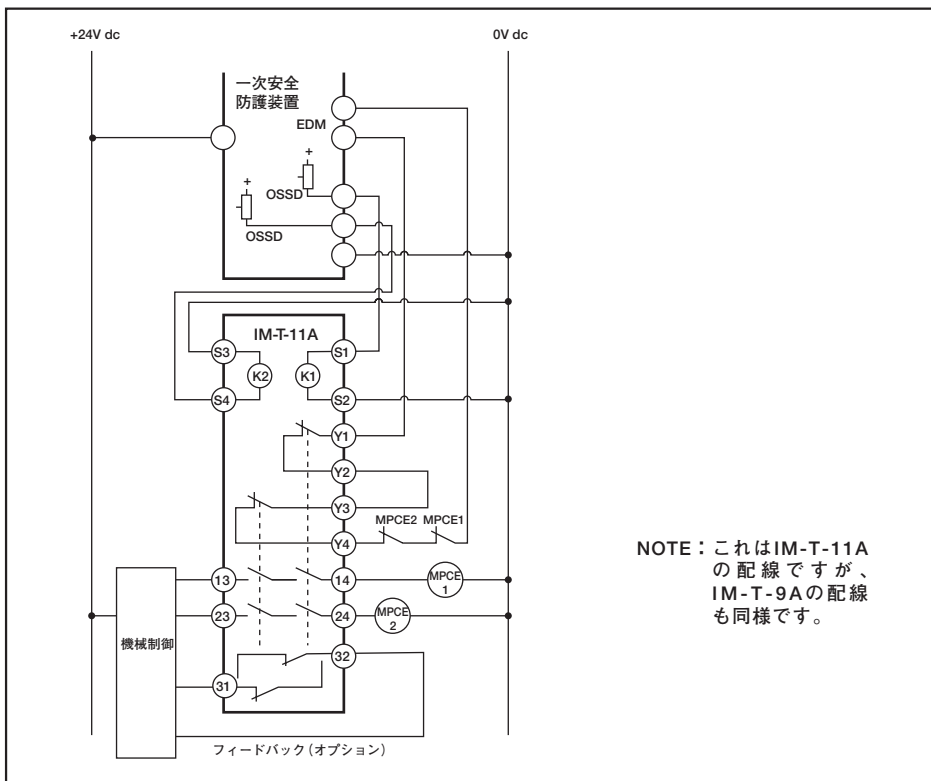 +24V dc
0V dc
一次安全
防護装置
EDM
+
OSSD
+
OSSD
IM-T-11A
S3
S1
K2
K1
S4
S2
Y1
Y2
Y3
MPCE2
MPCE1
Y4
13
14
MPCE
1
23
24
MPCE
2
機械制御
32
31
フィードバック(オプション)
NOTE:これはIM-T-11A
の配線ですが、
IM-T-9Aの配線
も同様です。